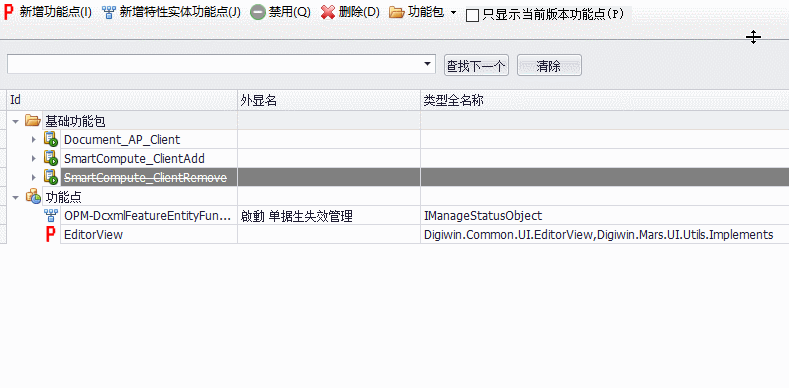 新增功能点(I) 新增特性实体功能点(J) 禁用(Q) 删除(D) 功能包 只显示当前版本功能点(P)
查找下一个 清除
Id 外显名 类型全名称
基础功能包
Document_AP_Client
SmartCompute_ClientAdd
SmartCompute_ClientRemove
功能点
OPM-DcxmlFeatureEntityFun... 啟動 单据生失效管理 IManageStatusObject
EditorView Digiwin.Common.UI.EditorView,Digiwin.Mars.UI.Utils.Implements